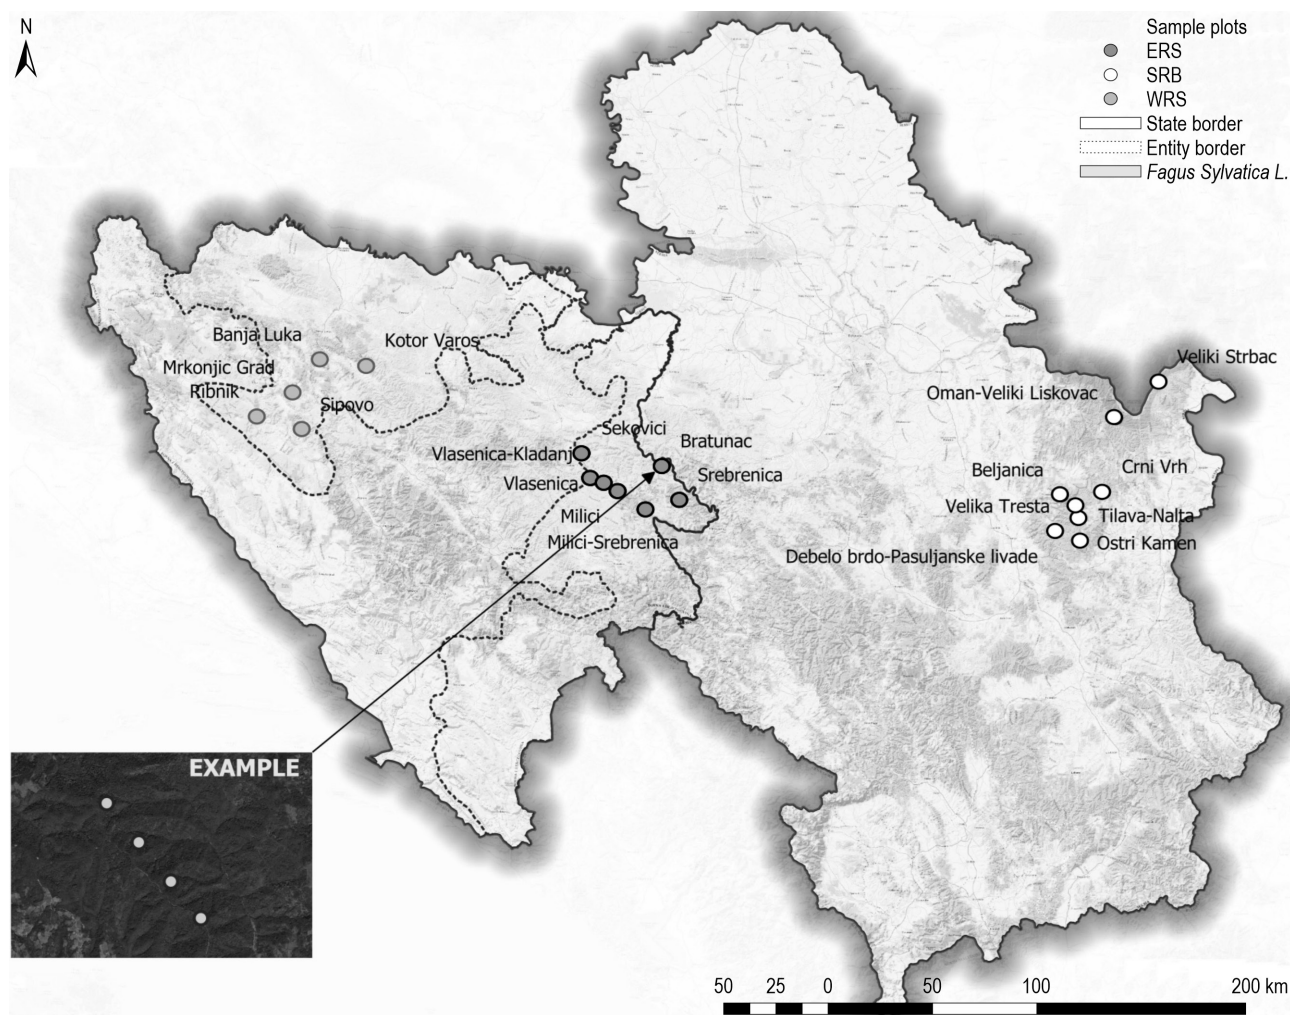 N
Sample plots
ERS
SRB
WRS
State border
Entity border
Fagus Sylvatica L.
Banja Luka
Kotor Varos
Mrkonjic Grad
Ribnik
Sipovo
Veliki Strbac
Oman-Veliki Liskovac
Sekovici
Bratunac
Vlasenica-Kladanj
Srebrenica
Vlasenica
Beljanica
Crni Vrh
Velika Tresta
Milici
Tilava-Nalta
Milici-Srebrenica
Ostri Kamen
Debelo brdo-Pasuljanske livade
EXAMPLE
50 25 0 50 100 200 km